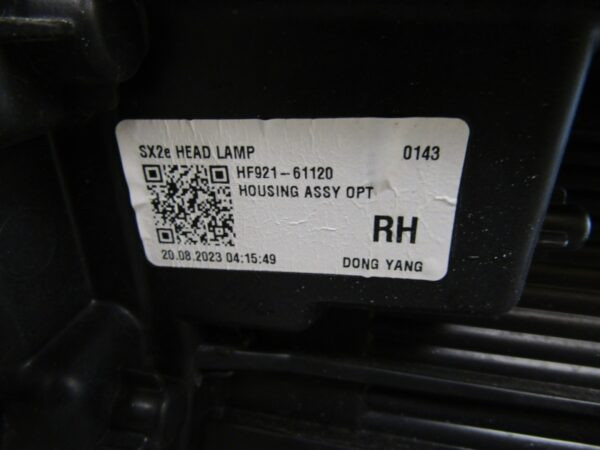 SX2e HEAD LAMP 0143
HF921-61120
HOUSING ASSY OPT
RH
20.08.2023 04:15:49 DONG YANG